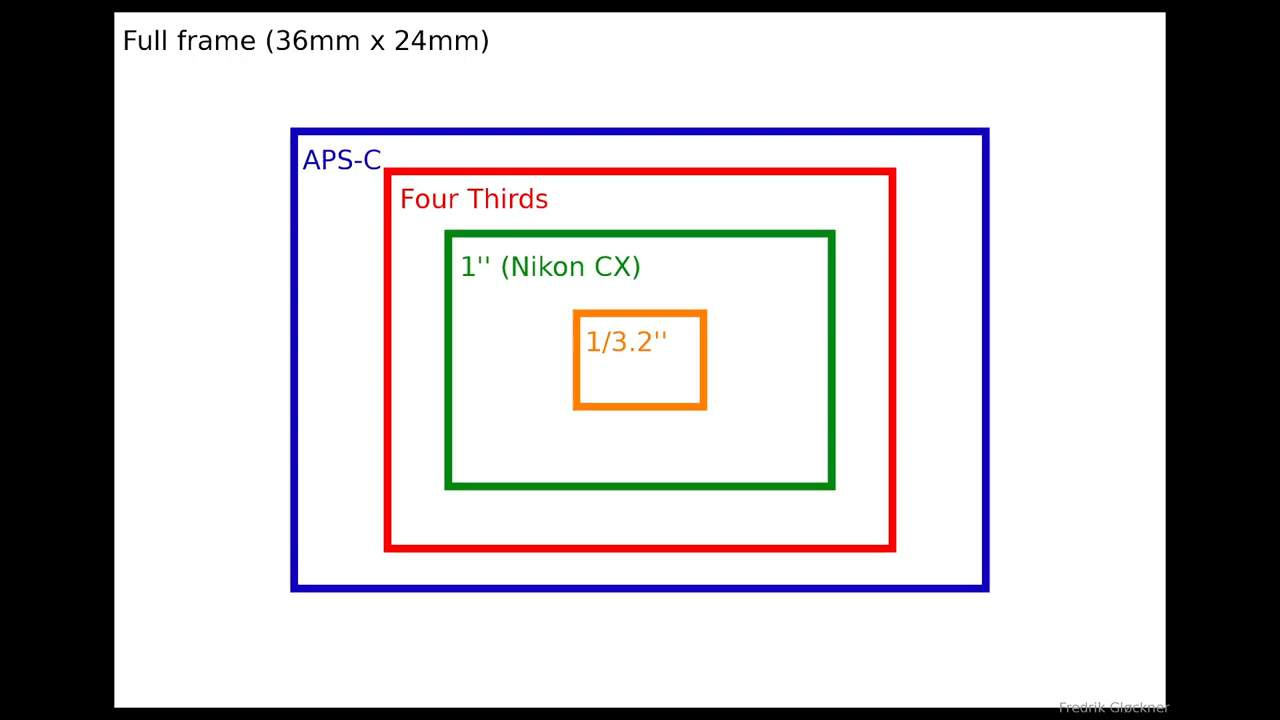 Full frame (36mm x 24mm)
APS-C
Four Thirds
1'' (Nikon CX)
1/3.2''
Fredrik Gløckner